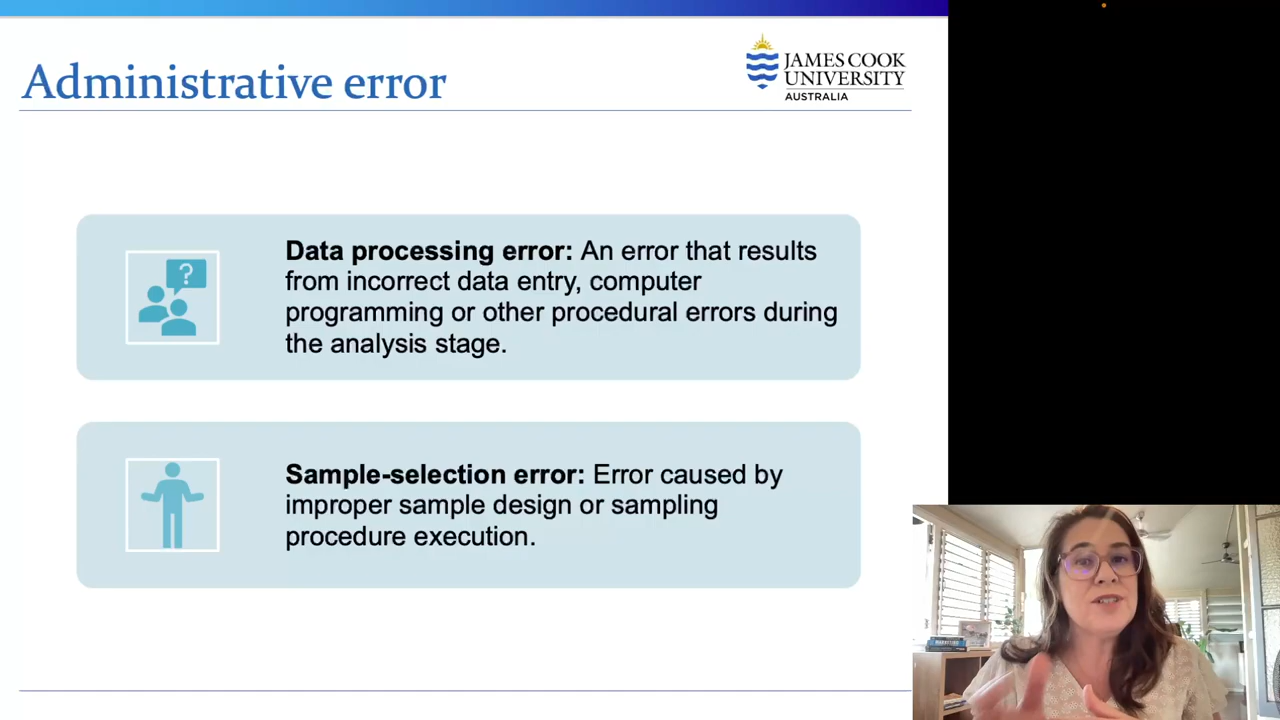 Administrative error
JAMES COOK
UNIVERSITY
AUSTRALIA
?
Data processing error: An error that results
from incorrect data entry, computer
programming or other procedural errors during
the analysis stage.
Sample-selection error: Error caused by
improper sample design or sampling
procedure execution.